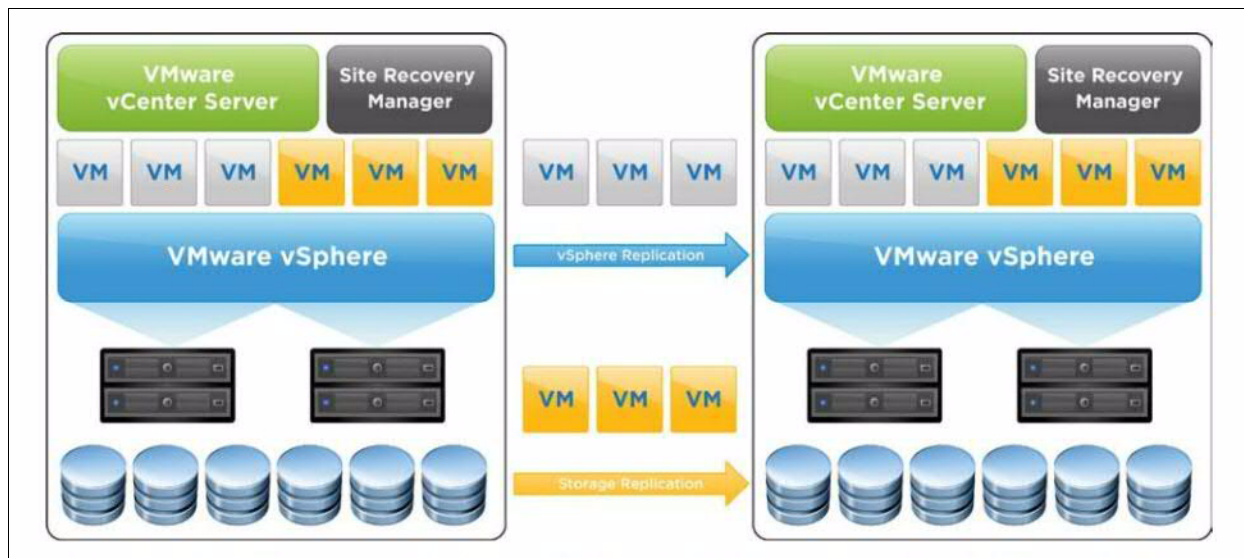 VMware
vCenter Server
Site Recovery
Manager
VM VM VM VM VM VM
VMware vSphere
VM VM VM
vSphere Replication
VM VM VM
Storage Replication
VMware
vCenter Server
Site Recovery
Manager
VM VM VM VM VM VM
VMware vSphere